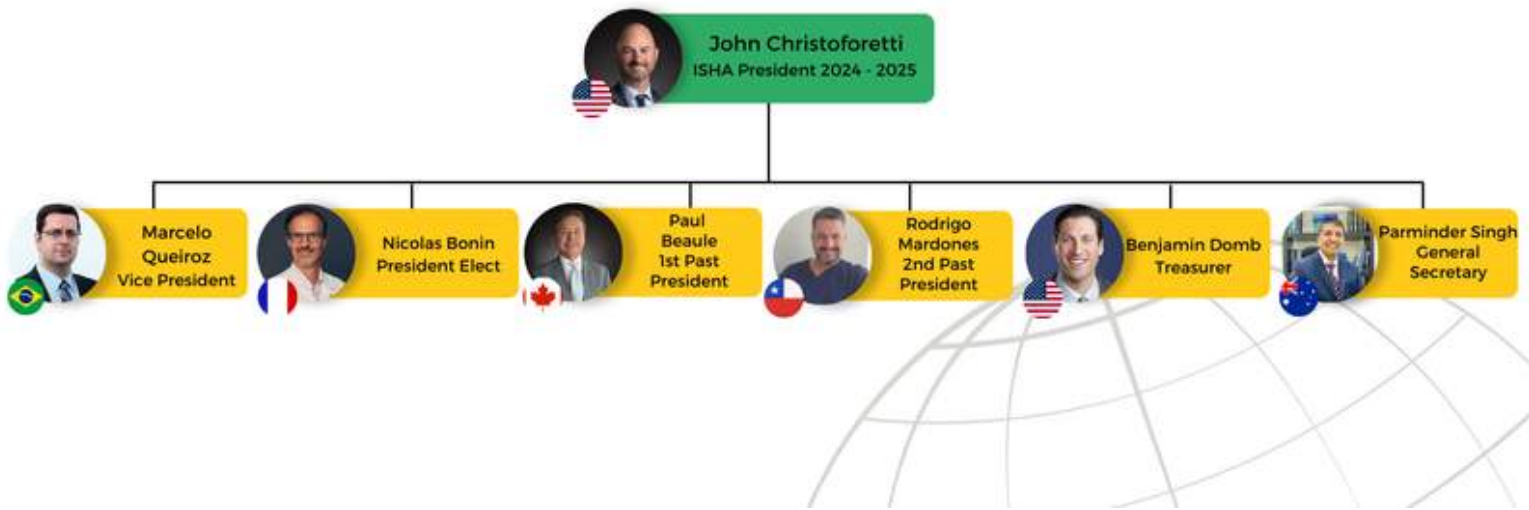 John Christoforetti
ISHA President 2024 - 2025
Marcelo
Queiroz
Vice President
Nicolas Bonin
President Elect
Paul
Beaule
1st Past
President
Rodrigo
Mardones
2nd Past
President
Benjamin Domb
Treasurer
Parminder Singh
General
Secretary